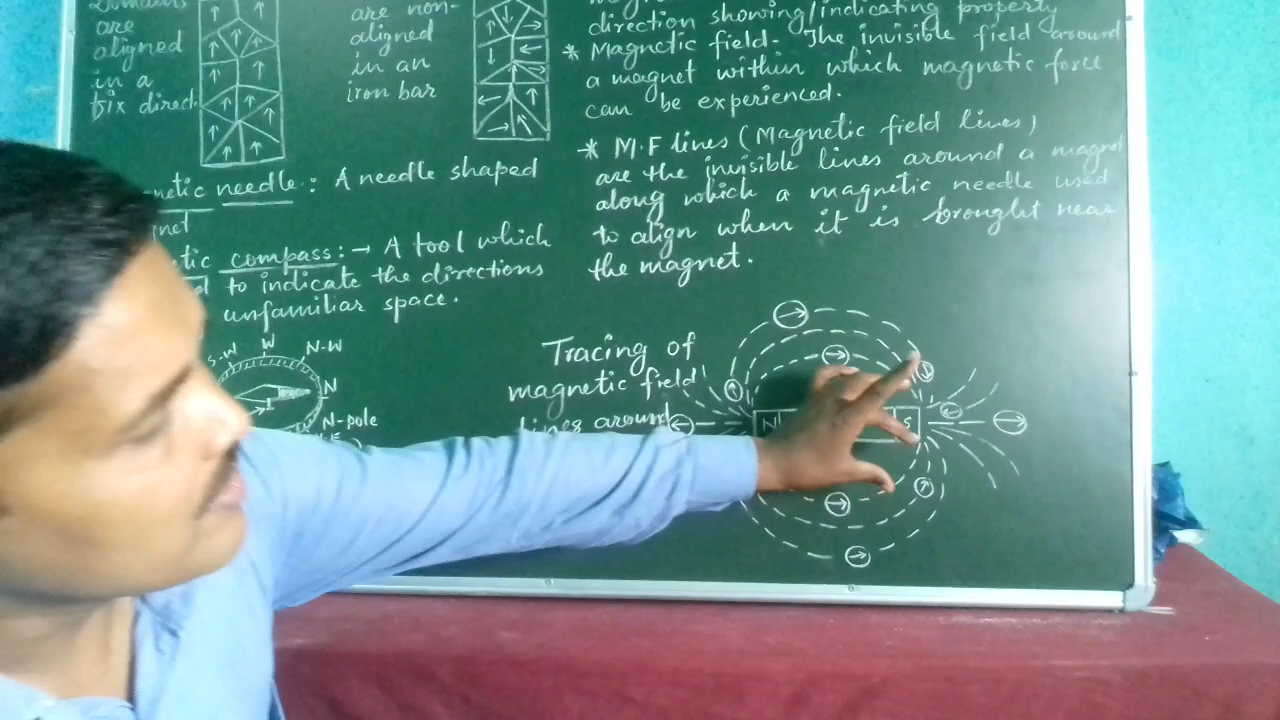 Domains
are
aligned
in a
fix direct
are non-
aligned
in an
iron bar
direction showing/indicating property
* Magnetic field - The invisible field around
a magnet within which magnetic force
can be experienced.
* M.F lines (Magnetic field lines)
are the invisible lines around a magnet
along which a magnetic needle used
to align when it is brought near
the magnet.
netic needle : A needle shaped
net
tic compass :→ A tool which
d to indicate the directions
unfamiliar space.
S-W W N-W
N
N-pole
Tracing of
magnetic field
lines around
N S